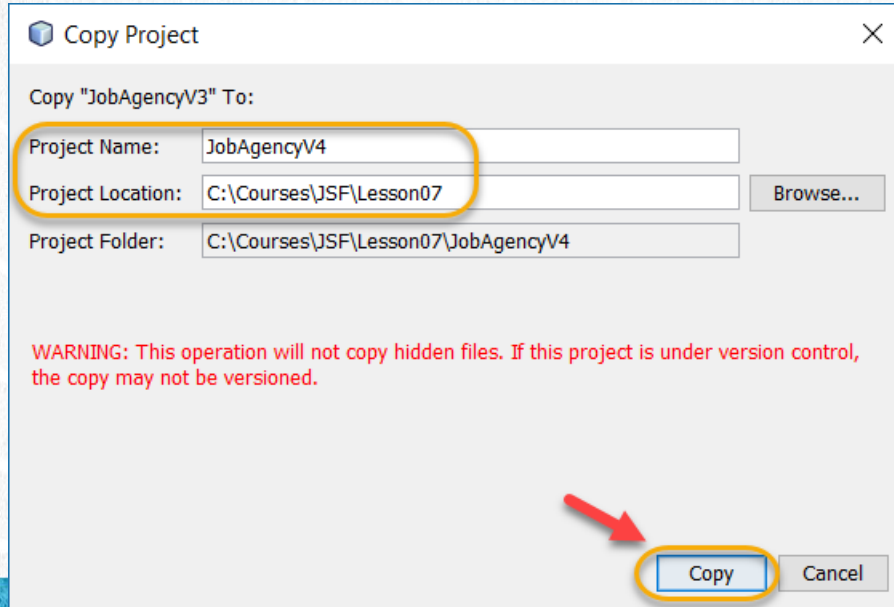 Copy Project
Copy "JobAgencyV3" To:
Project Name: JobAgencyV4
Project Location: C:\Courses\JSF\Lesson07 Browse...
Project Folder: C:\Courses\JSF\Lesson07\JobAgencyV4
WARNING: This operation will not copy hidden files. If this project is under version control,
the copy may not be versioned.
Copy Cancel